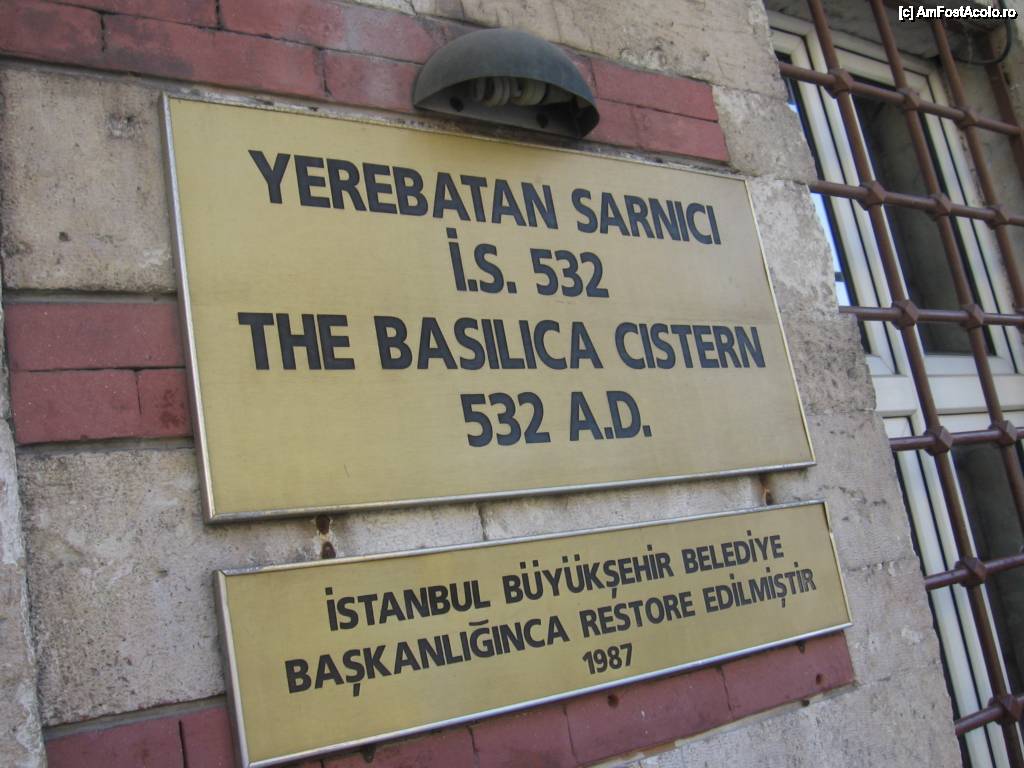 [c] AmFostAcolo.ro
YEREBATAN SARNICI
İ.S. 532
THE BASILICA CISTERN
532 A.D.
İSTANBUL BÜYÜKŞEHİR BELEDİYE
BAŞKANLIĞINCA RESTORE EDİLMİŞTİR
1987